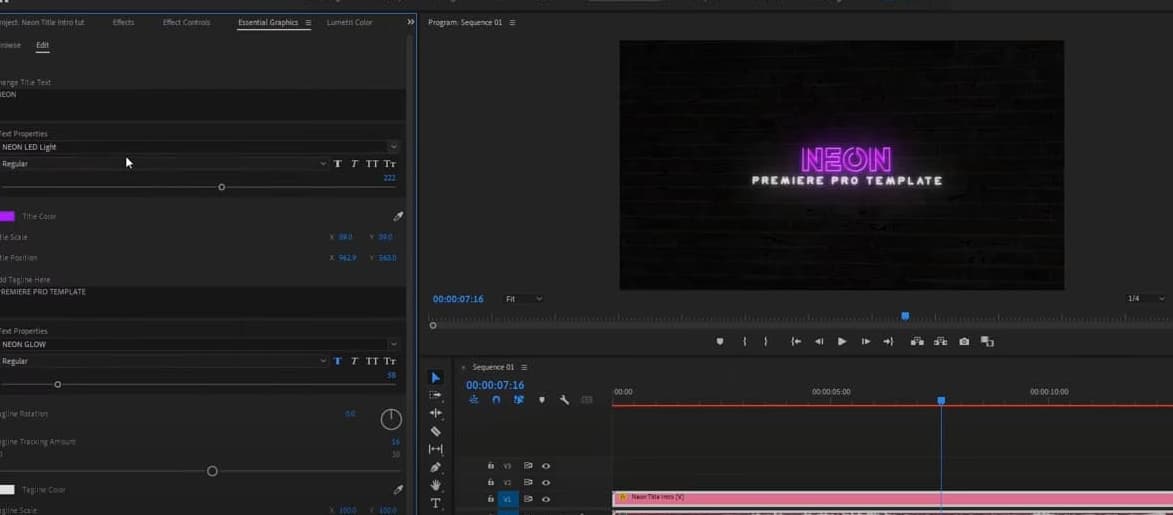 roject: Neon Title Intro tut
Effects
Effect Controls
Essential Graphics
Lumetri Color
rowse
Edit
hange Title Text
NEON
Text Properties
NEON LED Light
Regular
T T TT Tr
222
Title Color
tle Scale
X 89.0 Y 89.0
tle Position
X 962.9 Y 563.0
dd Tagline Here
PREMIERE PRO TEMPLATE
Text Properties
NEON GLOW
Regular
T T TT Tr
58
agline Rotation
0.0
agline Tracking Amount
16
Tagline Color
agline Scale
X 100.0 Y 100.0
Program: Sequence 01
NEON
PREMIERE PRO TEMPLATE
00:00:07:16
Fit
1/4
× Sequence 01
00:00:07:16
:00:00
00:00:05:00
00:00:10:00
V3
V2
V1
fx Neon Title Intro [V]